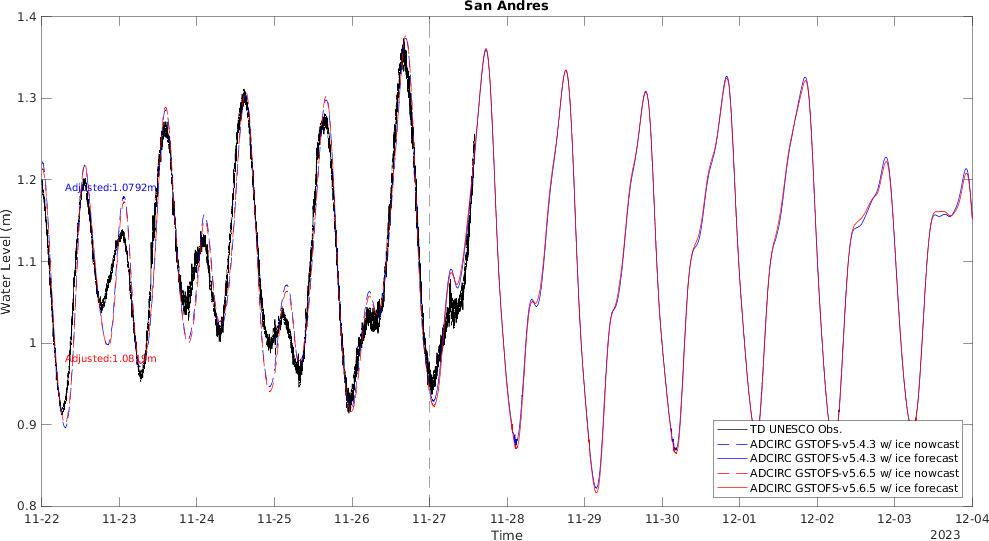 San Andres
1.4
1.3
1.2
1.1
1
0.9
0.8
Water Level (m)
Adjusted:1.0792m
TD UNESCO Obs.
ADCIRC GSTOFS-v5.4.3 w/ ice nowcast
ADCIRC GSTOFS-v5.4.3 w/ ice forecast
ADCIRC GSTOFS-v5.6.5 w/ ice nowcast
ADCIRC GSTOFS-v5.6.5 w/ ice forecast
11-22 11-23 11-24 11-25 11-26 11-27 11-28 11-29 11-30 12-01 12-02 12-03 12-04
Time
2023